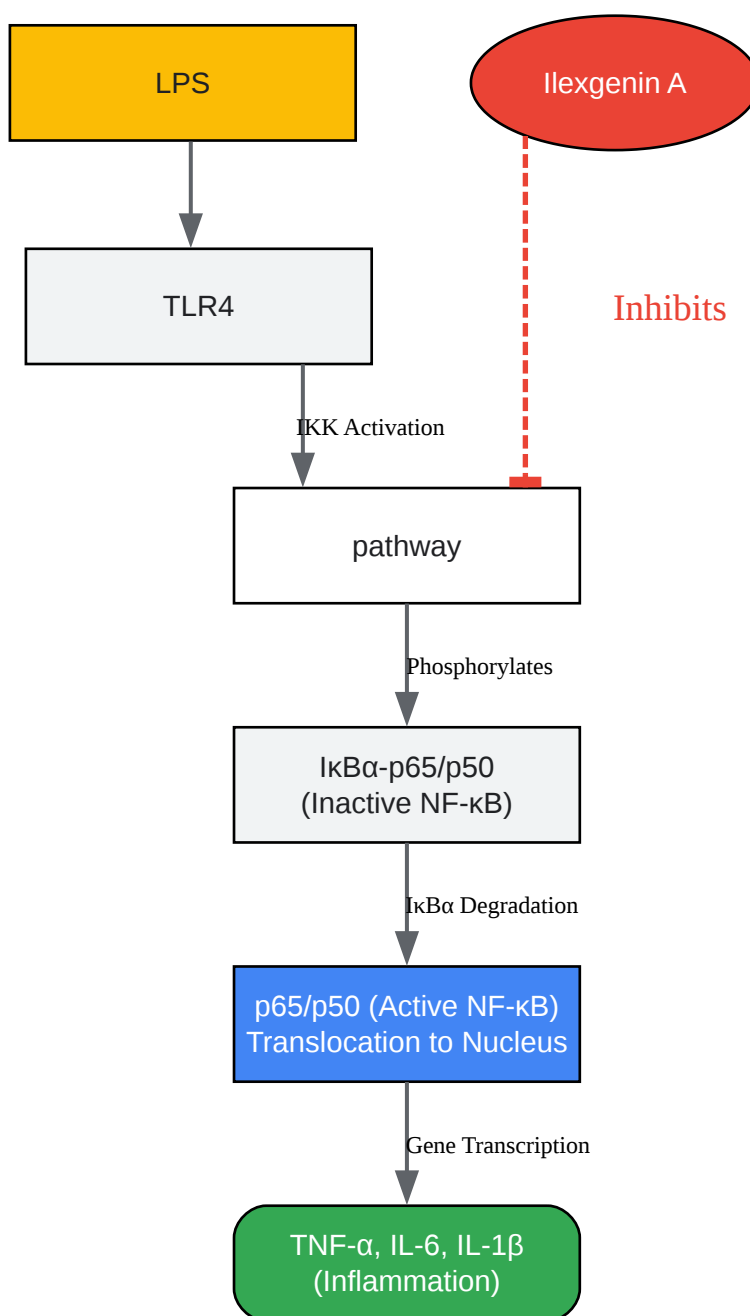 LPS
Ilexgenin A
TLR4
Inhibits
IKK Activation
pathway
Phosphorylates
IκBα-p65/p50
(Inactive NF-κB)
IκBα Degradation
p65/p50 (Active NF-κB)
Translocation to Nucleus
Gene Transcription
TNF-α, IL-6, IL-1β
(Inflammation)